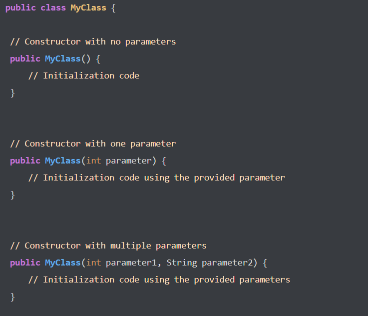 public class MyClass {
// Constructor with no parameters
public MyClass() {
// Initialization code
}
// Constructor with one parameter
public MyClass(int parameter) {
// Initialization code using the provided parameter
}
// Constructor with multiple parameters
public MyClass(int parameter1, String parameter2) {
// Initialization code using the provided parameters
}